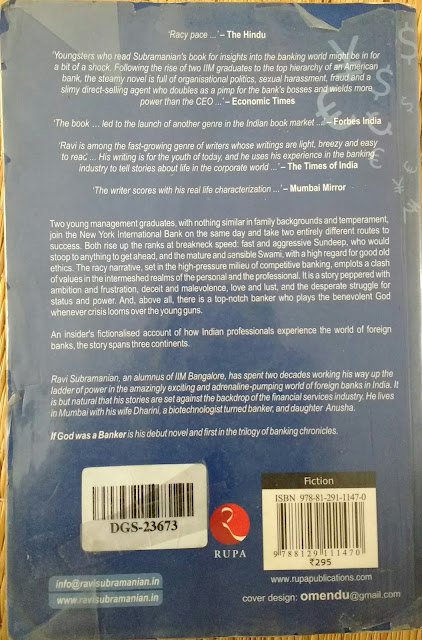 'Racy pace ...' – The Hindu
'Youngsters who read Subramanian's book for insights into the banking world might be in for
a bit of a shock. Following the rise of two IIM graduates to the top hierarchy of an American
bank, the steamy novel is full of organisational politics, sexual harassment, fraud and a
slimy direct-selling agent who doubles as a pimp for the bank's bosses and wields more
power than the CEO ...' – Economic Times
'The book ... led to the launch of another genre in the Indian book market ...' – Forbes India
'Ravi is among the fast-growing genre of writers whose writings are light, breezy and easy
to read ... His writing is for the youth of today, and he uses his experience in the banking
industry to tell stories about life in the corporate world ...' – The Times of India
'The writer scores with his real life characterization ...' – Mumbai Mirror
Two young management graduates, with nothing similar in family backgrounds and temperament,
join the New York International Bank on the same day and take two entirely different routes to
success. Both rise up the ranks at breakneck speed: fast and aggressive Sundeep, who would
stoop to anything to get ahead, and the mature and sensible Swami, with a high regard for good old
ethics. The racy narrative, set in the high-pressure milieu of competitive banking, emplots a clash
of values in the intermeshed realms of the personal and the professional. It is a story peppered with
ambition and frustration, deceit and malevolence, love and lust, and the desperate struggle for
status and power. And, above all, there is a top-notch banker who plays the benevolent God
whenever crisis looms over the young guns.
An insider's fictionalised account of how Indian professionals experience the world of foreign
banks, the story spans three continents.
Ravi Subramanian, an alumnus of IIM Bangalore, has spent two decades working his way up the
ladder of power in the amazingly exciting and adrenaline-pumping world of foreign banks in India. It
is but natural that his stories are set against the backdrop of the financial services industry. He lives
in Mumbai with his wife Dharini, a biotechnologist turned banker, and daughter Anusha.
If God was a Banker is his debut novel and first in the trilogy of banking chronicles.
DGS-23673
RUPA
Fiction
ISBN 978-81-291-1147-0
9 788129 111470
₹295
www.rupapublications.com
info@ravisubramanian.in
www.ravisubramanian.in
cover design: omendu@gmail.com